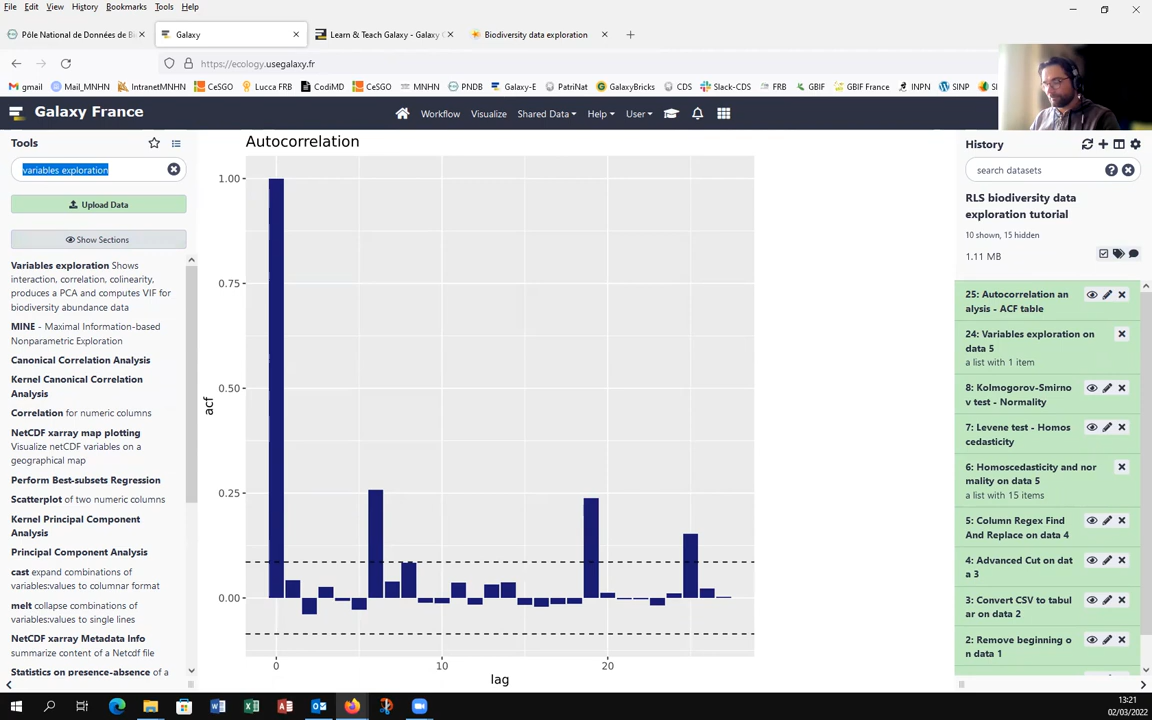 File Edit View History Bookmarks Tools Help
Pôle National de Données de Bi
Galaxy
Learn & Teach Galaxy - Galaxy C
Biodiversity data exploration
https://ecology.usegalaxy.fr
gmail Mail_MNHN IntranetMNHN CeSGO Lucca FRB CodiMD CeSGO MNHN PNDB Galaxy-E PatriNat GalaxyBricks CDS Slack-CDS FRB GBIF GBIF France INPN SINP
Galaxy France
Workflow Visualize Shared Data Help User
Tools
variables exploration
Upload Data
Show Sections
Variables exploration Shows
interaction, correlation, colinearity,
produces a PCA and computes VIF for
biodiversity abundance data
MINE - Maximal Information-based
Nonparametric Exploration
Canonical Correlation Analysis
Kernel Canonical Correlation
Analysis
Correlation for numeric columns
NetCDF xarray map plotting
Visualize netCDF variables on a
geographical map
Perform Best-subsets Regression
Scatterplot of two numeric columns
Kernel Principal Component
Analysis
Principal Component Analysis
cast expand combinations of
variables:values to columnar format
melt collapse combinations of
variables:values to single lines
NetCDF xarray Metadata Info
summarize content of a Netcdf file
Statistics on presence-absence of a
Autocorrelation
1.00
0.75
0.50
0.25
0.00
acf
0 10 20
lag
History
search datasets
RLS biodiversity data
exploration tutorial
10 shown, 15 hidden
1.11 MB
25: Autocorrelation an
alysis - ACF table
24: Variables exploration on
data 5
a list with 1 item
8: Kolmogorov-Smirno
v test - Normality
7: Levene test - Homos
cedasticity
6: Homoscedasticity and nor
mality on data 5
a list with 15 items
5: Column Regex Find
And Replace on data 4
4: Advanced Cut on dat
a 3
3: Convert CSV to tabul
ar on data 2
2: Remove beginning o
n data 1
13:21
02/03/2022